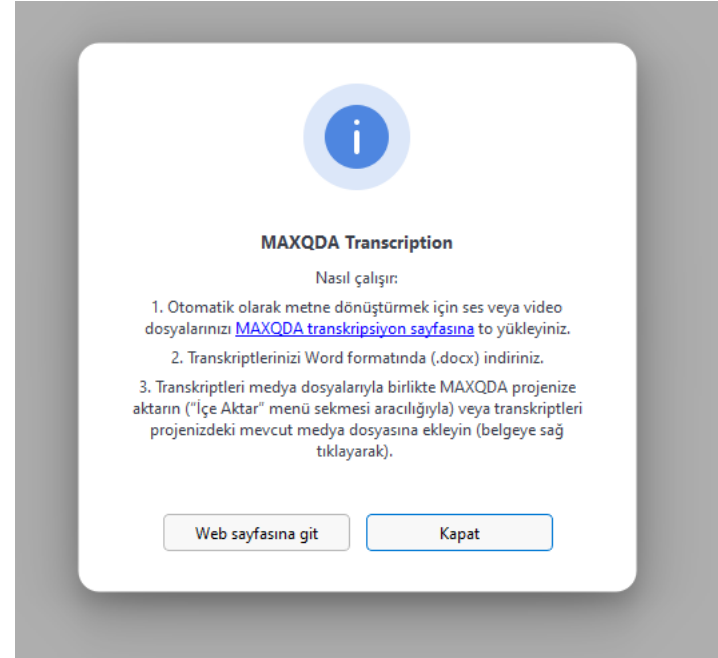 i
MAXQDA Transcription
Nasıl çalışır:
1. Otomatik olarak metne dönüştürmek için ses veya video
dosyalarınızı MAXQDA transkripsiyon sayfasına to yükleyiniz.
2. Transkriptlerinizi Word formatında (.docx) indiriniz.
3. Transkriptleri medya dosyalarıyla birlikte MAXQDA projenize
aktarın (“İçe Aktar” menü sekmesi aracılığıyla) veya transkriptleri
projenizdeki mevcut medya dosyasına ekleyin (belgeye sağ
tıklayarak).
Web sayfasına git
Kapat